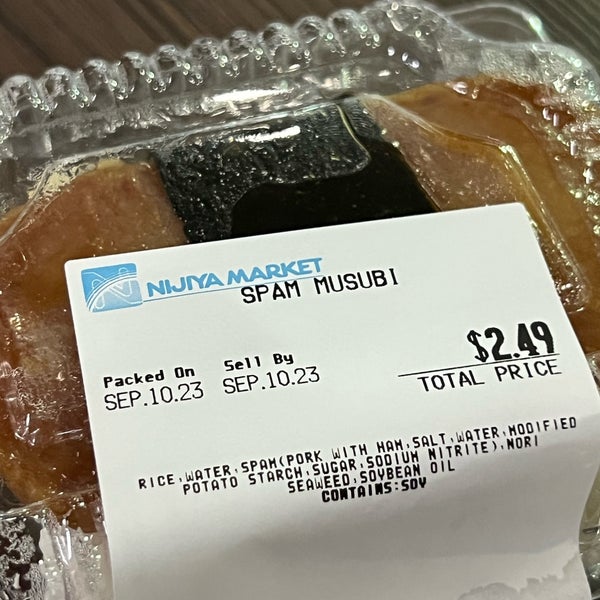 NIJIYA MARKET
SPAM MUSUBI
Packed On Sell By
SEP.10.23 SEP.10.23
$2.49
TOTAL PRICE
RICE,WATER,SPAM(PORK WITH HAM,SALT,WATER,MODIFIED
POTATO STARCH,SUGAR,SODIUM NITRITE),NORI
SEAWEED,SOYBEAN OIL
CONTAINS:SOY